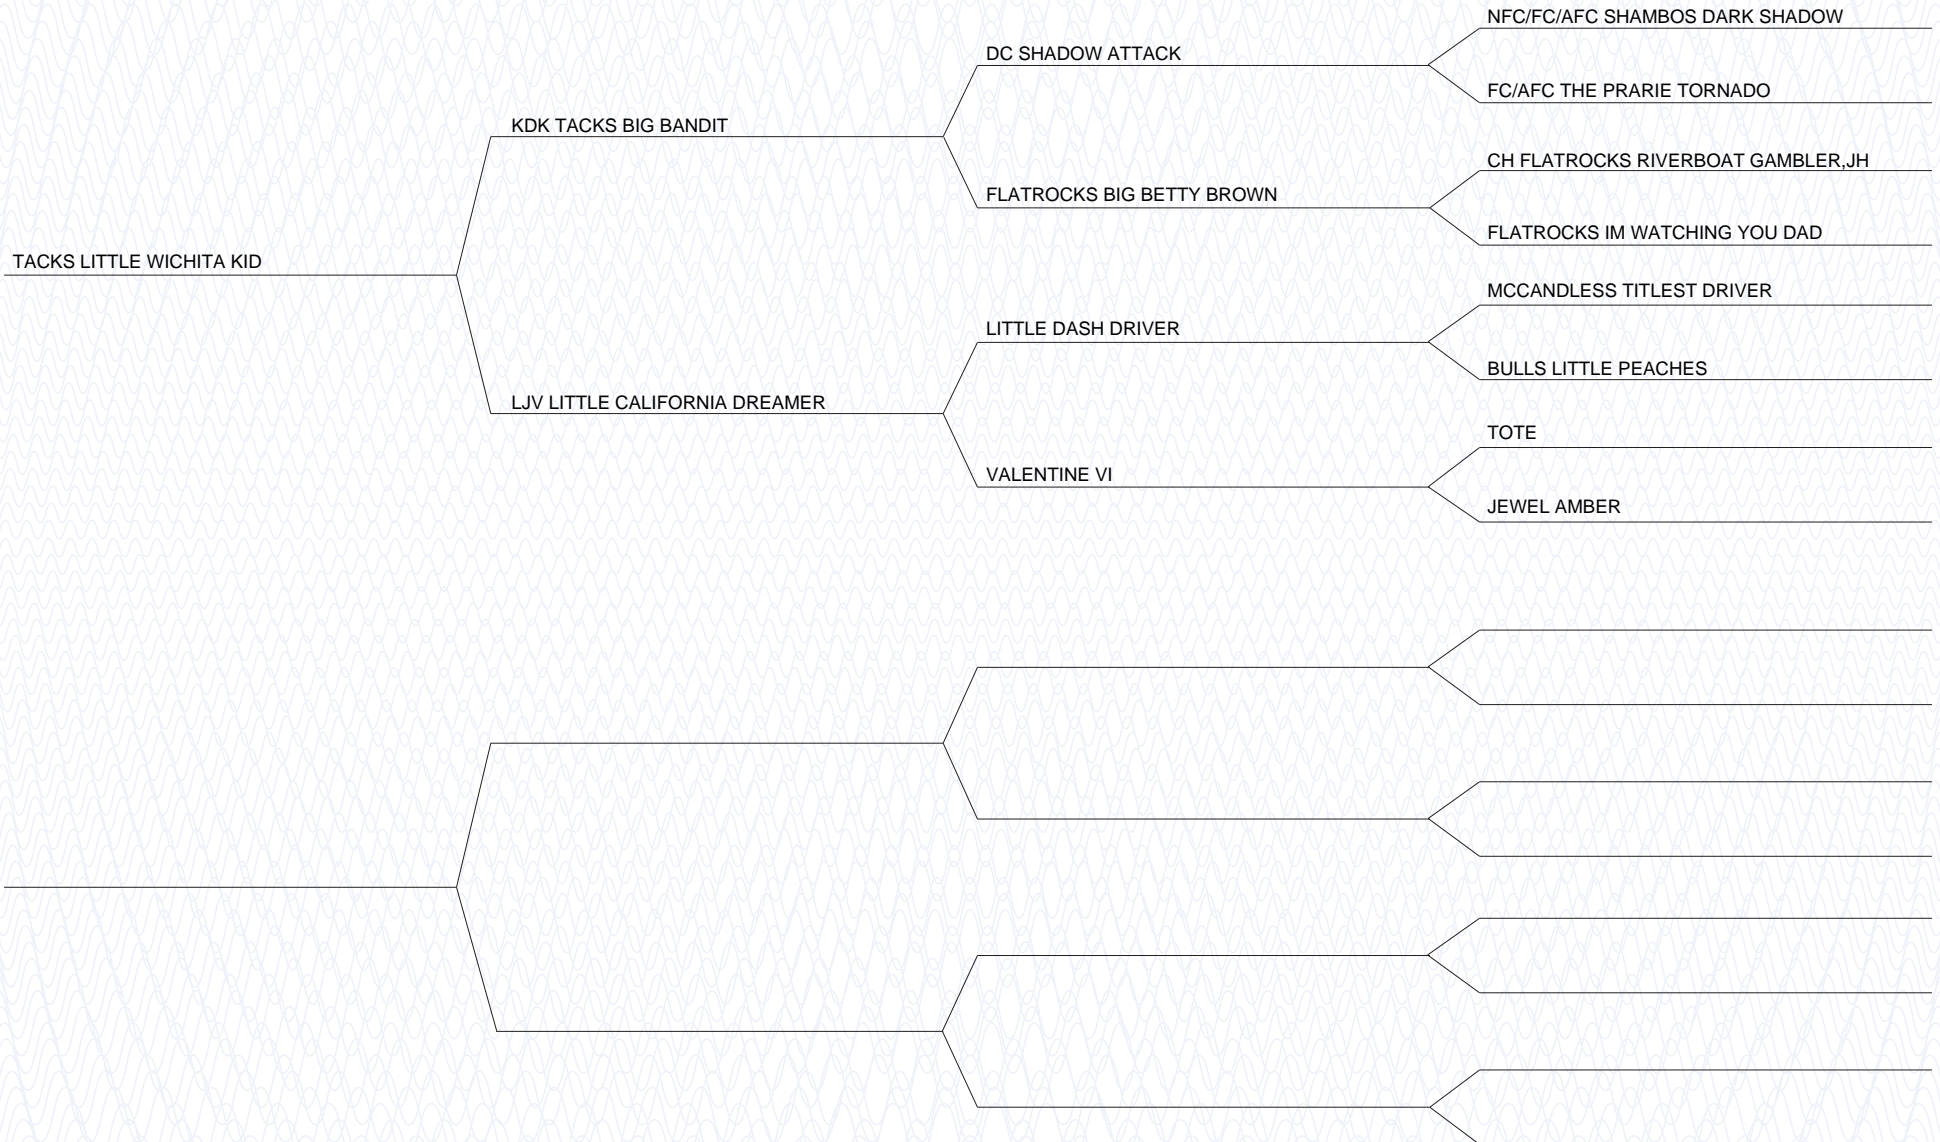 NFC/FC/AFC SHAMBOS DARK SHADOW
DC SHADOW ATTACK
FC/AFC THE PRARIE TORNADO
KDK TACKS BIG BANDIT
CH FLATROCKS RIVERBOAT GAMBLER,JH
FLATROCKS BIG BETTY BROWN
FLATROCKS IM WATCHING YOU DAD
TACKS LITTLE WICHITA KID
MCCANDLESS TITLEST DRIVER
LITTLE DASH DRIVER
BULLS LITTLE PEACHES
LJV LITTLE CALIFORNIA DREAMER
TOTE
VALENTINE VI
JEWEL AMBER